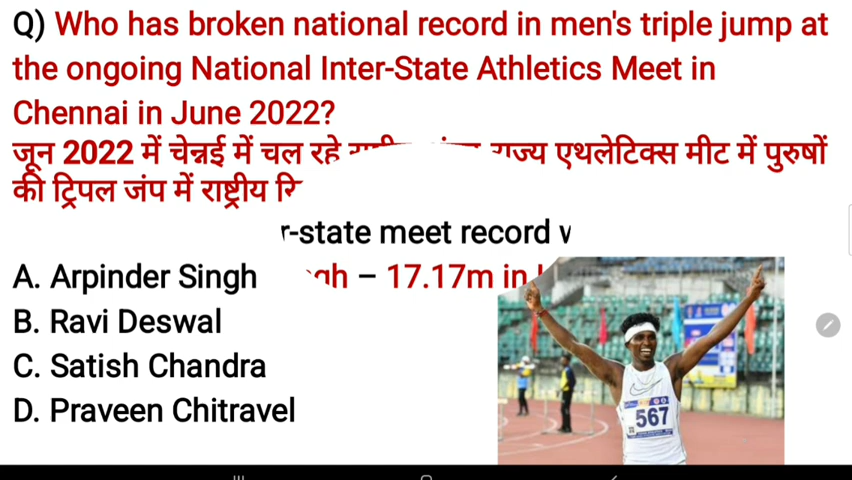 Q) Who has broken national record in men's triple jump at
the ongoing National Inter-State Athletics Meet in
Chennai in June 2022?
जून 2022 में चेन्नई में चल रहे राज्य एथलेटिक्स मीट में पुरुषों
की ट्रिपल जंप में राष्ट्रीय
r-state meet record
A. Arpinder Singh
– 17.17m in
B. Ravi Deswal
C. Satish Chandra
D. Praveen Chitravel
567